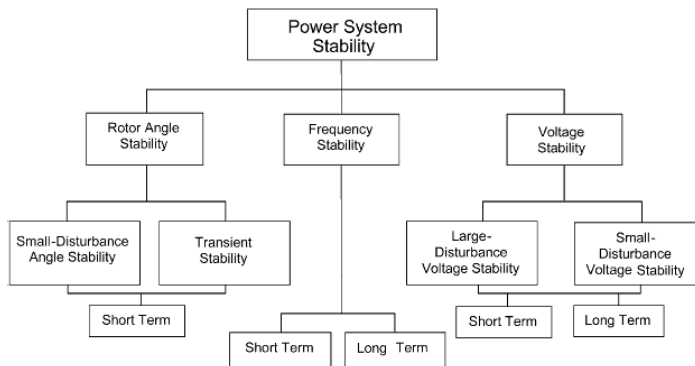 Power System
Stability
Rotor Angle
Stability
Frequency
Stability
Voltage
Stability
Small-Disturbance
Angle Stability
Transient
Stability
Large-
Disturbance
Voltage Stability
Small-
Disturbance
Voltage Stability
Short Term
Short Term
Long Term
Short Term
Long Term